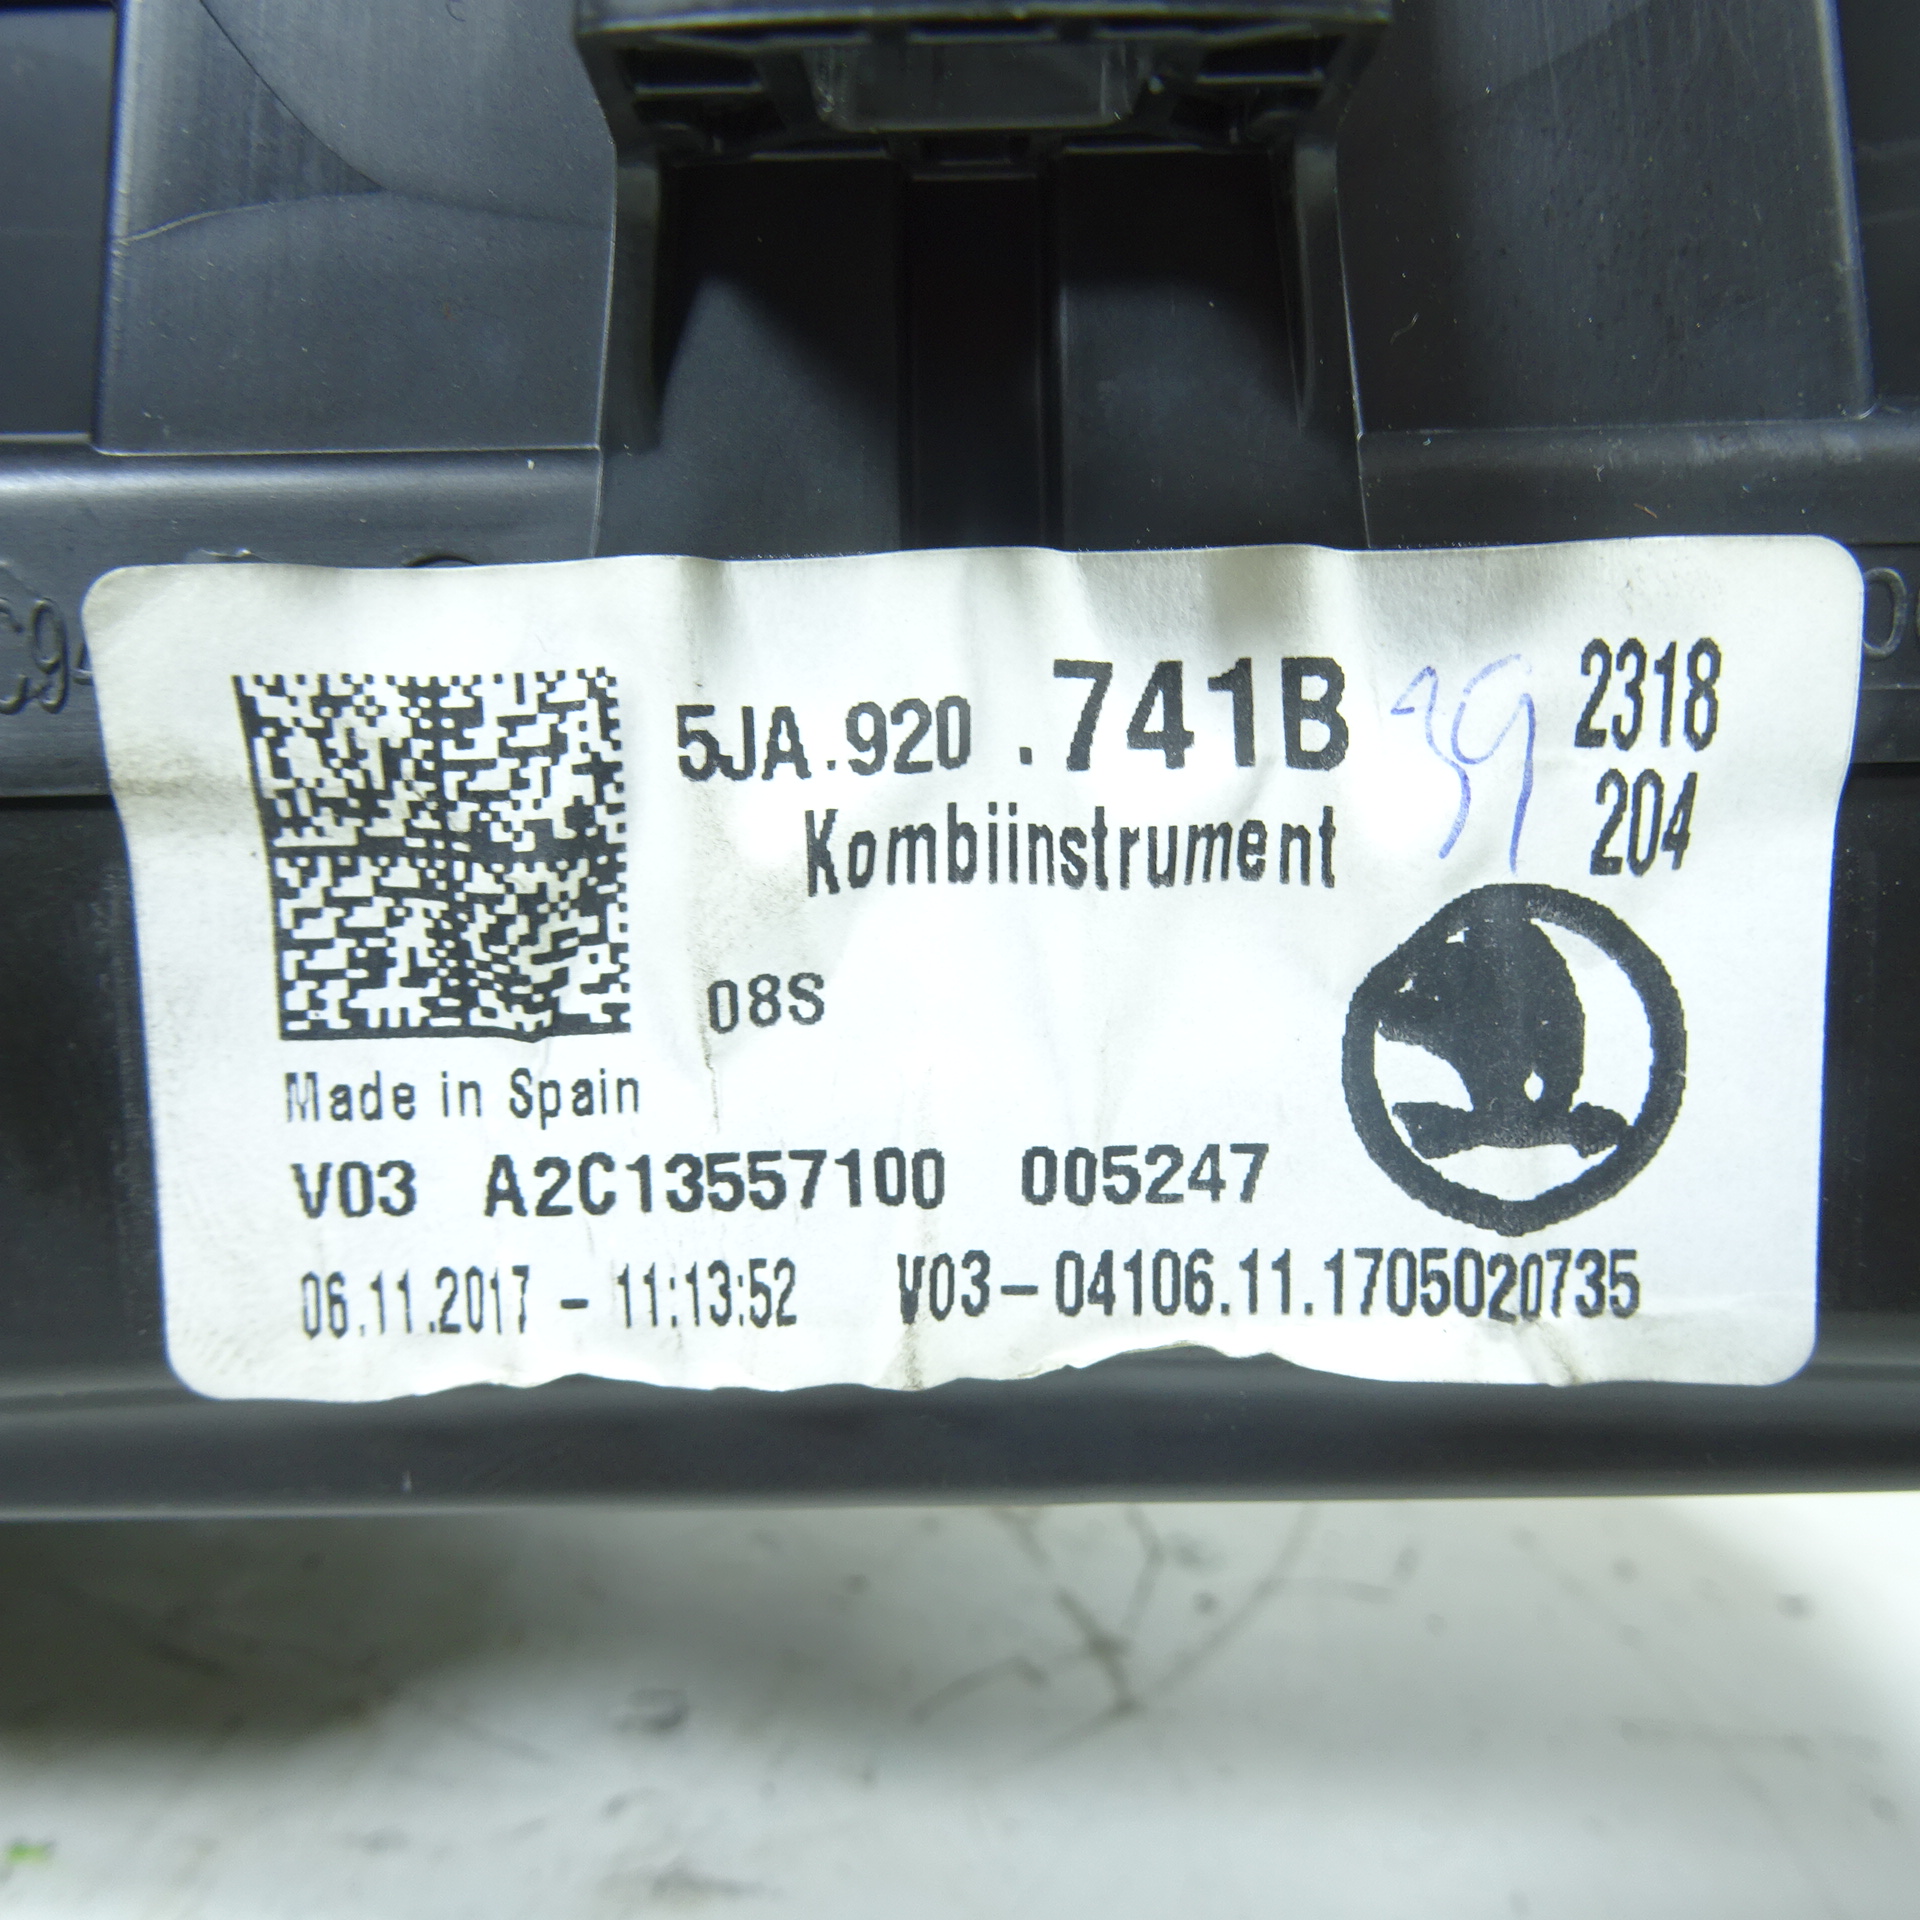 5JA.920 .741B 39 2318
204
Kombiinstrument
08S
Made in Spain
V03 A2C13557100 005247
06.11.2017 - 11:13:52 V03-04106.11.1705020735